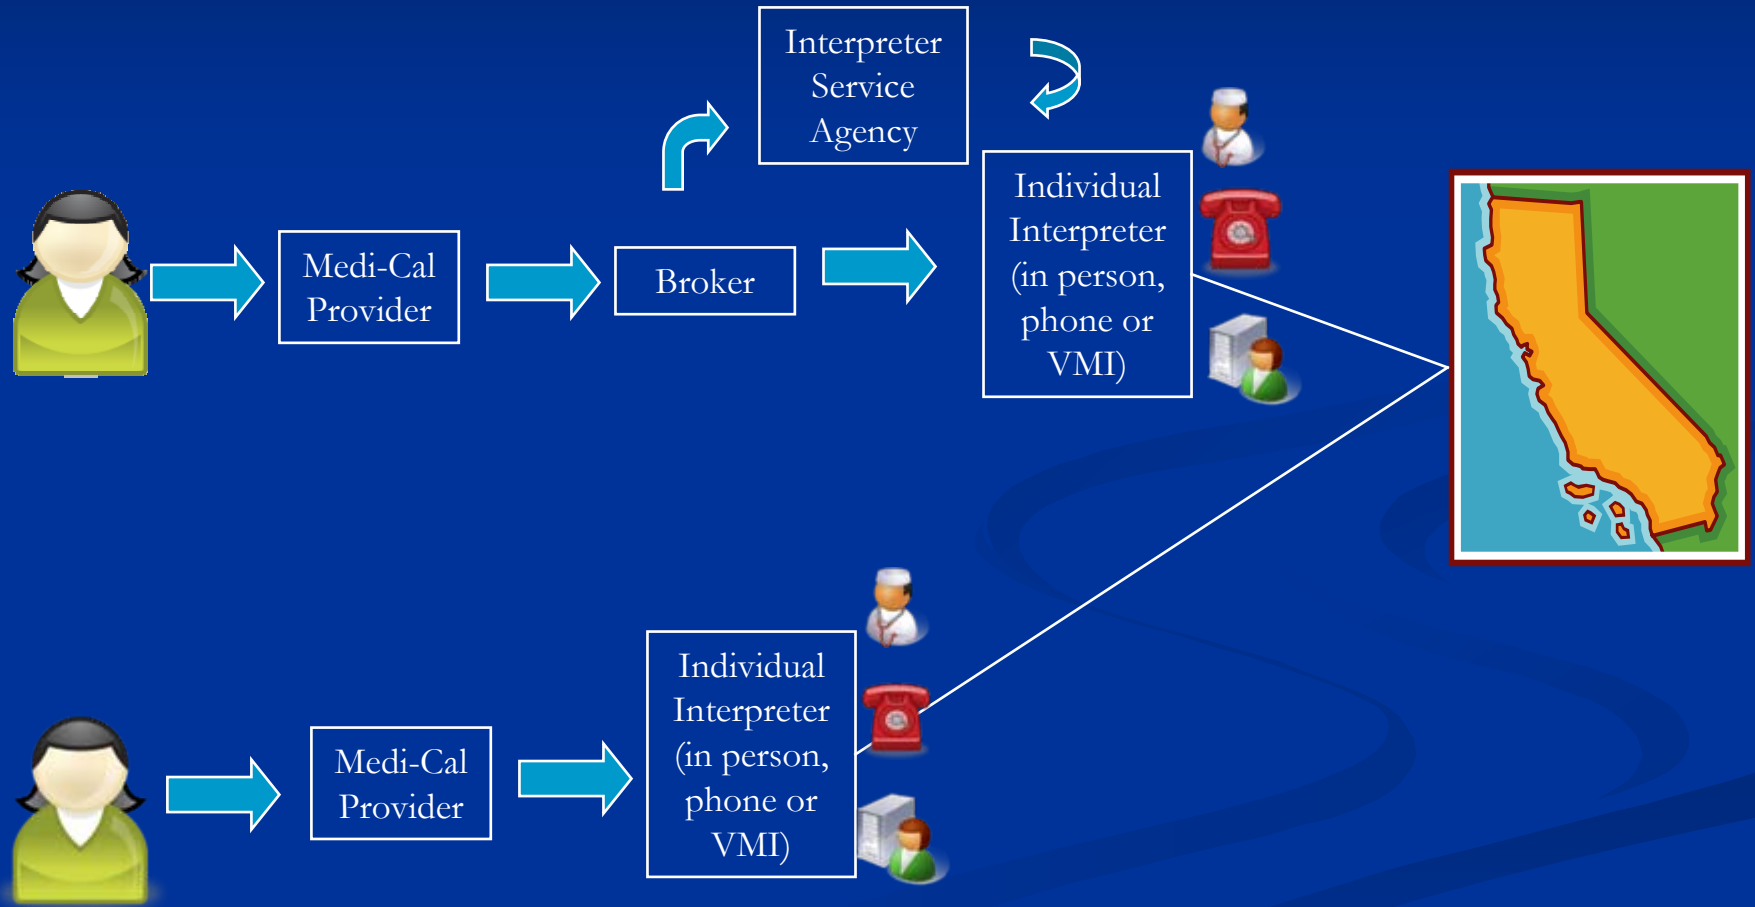 Interpreter
Service
Agency
Medi-Cal
Provider
Broker
Individual
Interpreter
(in person,
phone or
VMI)
Medi-Cal
Provider
Individual
Interpreter
(in person,
phone or
VMI)